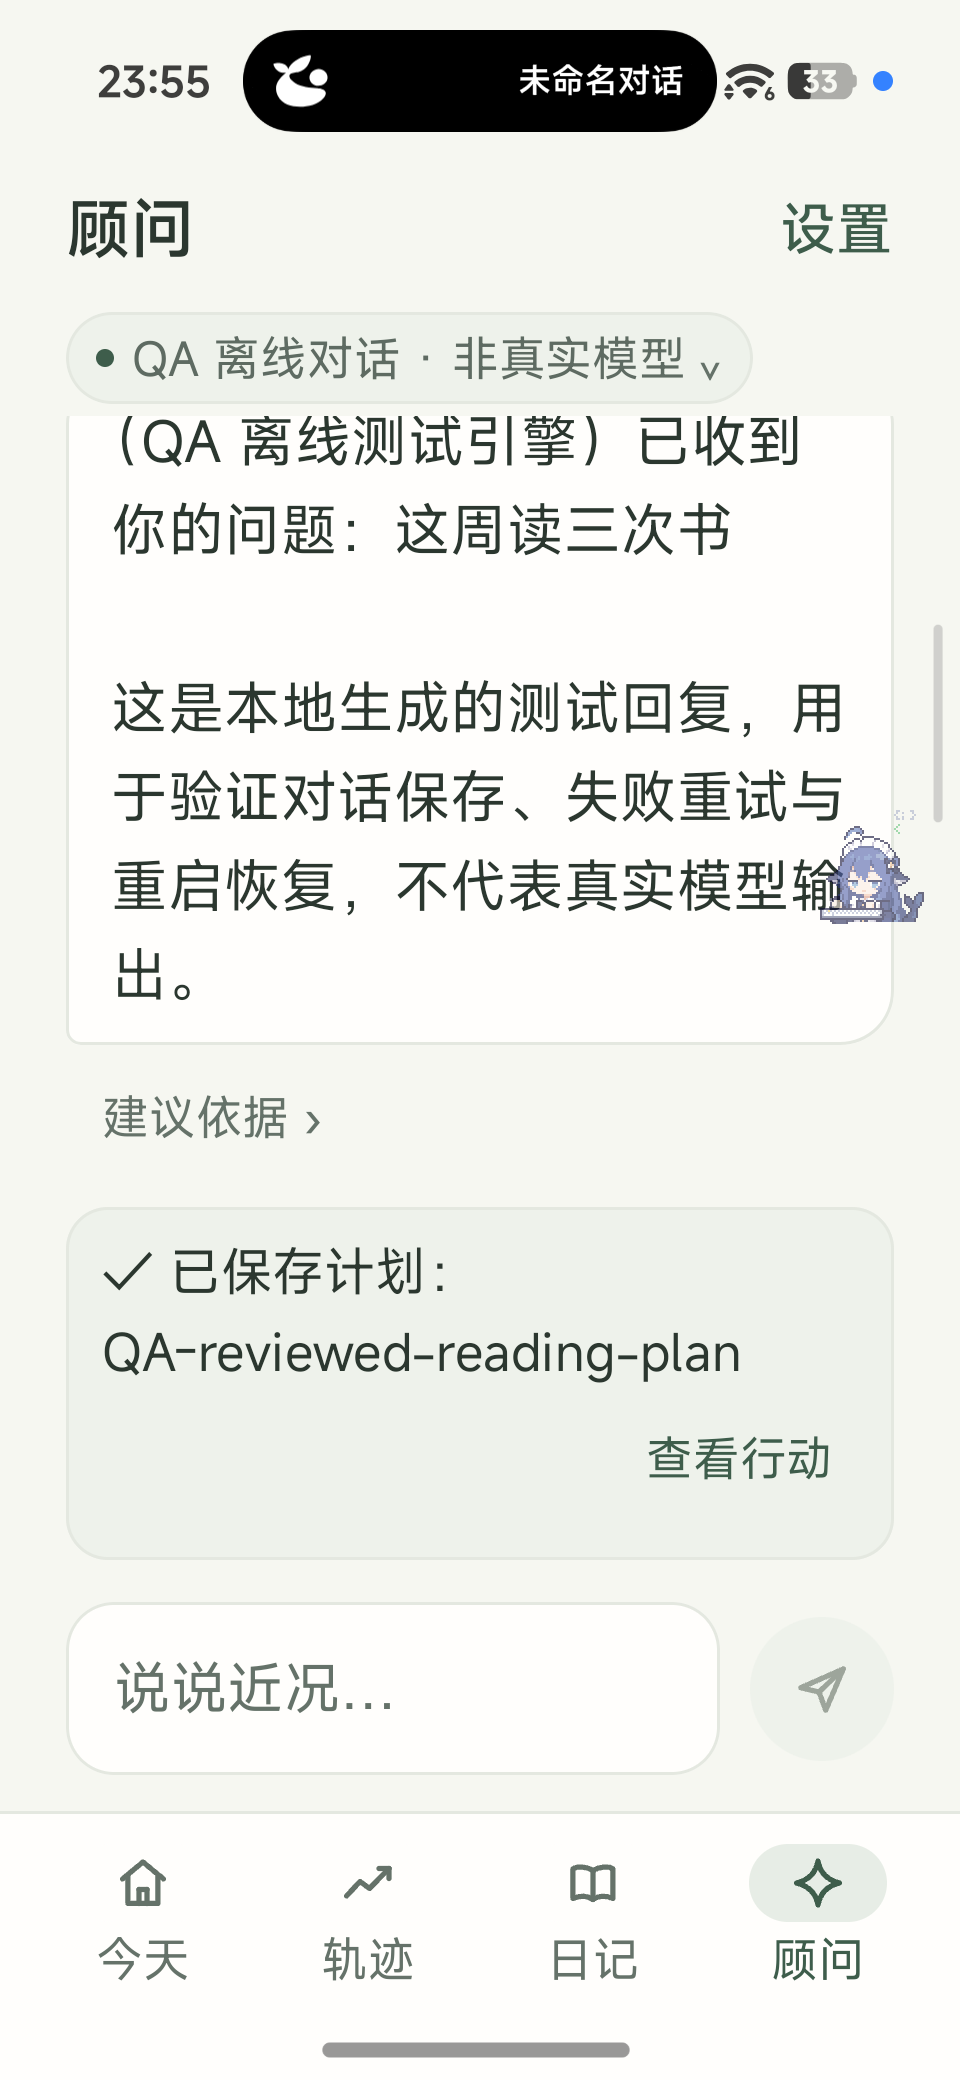 23:55
未命名对话
6
33
顾问
设置
QA 离线对话 · 非真实模型
（QA 离线测试引擎）已收到
你的问题：这周读三次书
这是本地生成的测试回复，用
于验证对话保存、失败重试与
重启恢复，不代表真实模型输
出。
建议依据 ›
✓ 已保存计划：
QA-reviewed-reading-plan
查看行动
说说近况...
今天
轨迹
日记
顾问